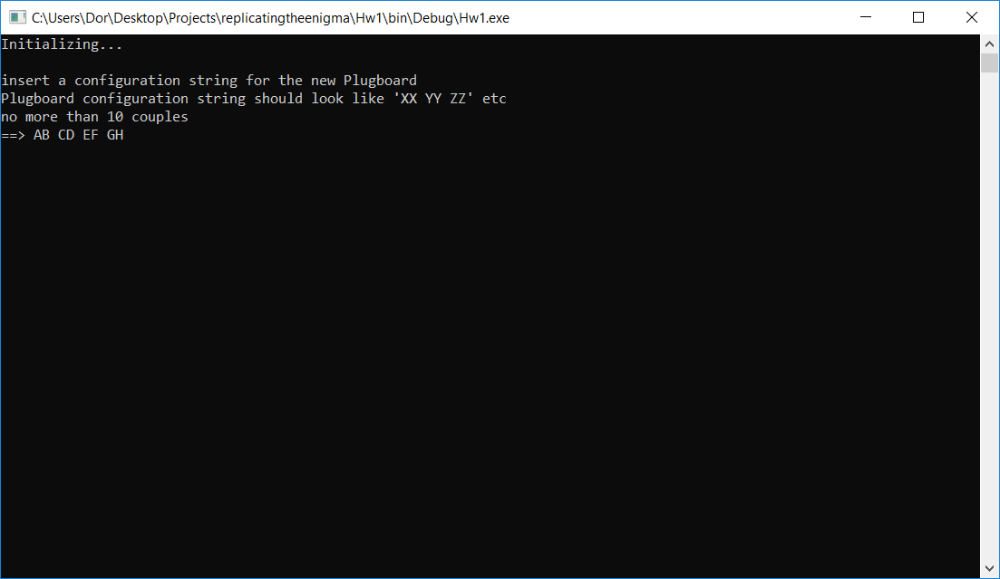 C:\Users\Dor\Desktop\Projects\replicatingtheenigma\Hw1\bin\Debug\Hw1.exe
Initializing...
insert a configuration string for the new Plugboard
Plugboard configuration string should look like 'XX YY ZZ' etc
no more than 10 couples
==> AB CD EF GH